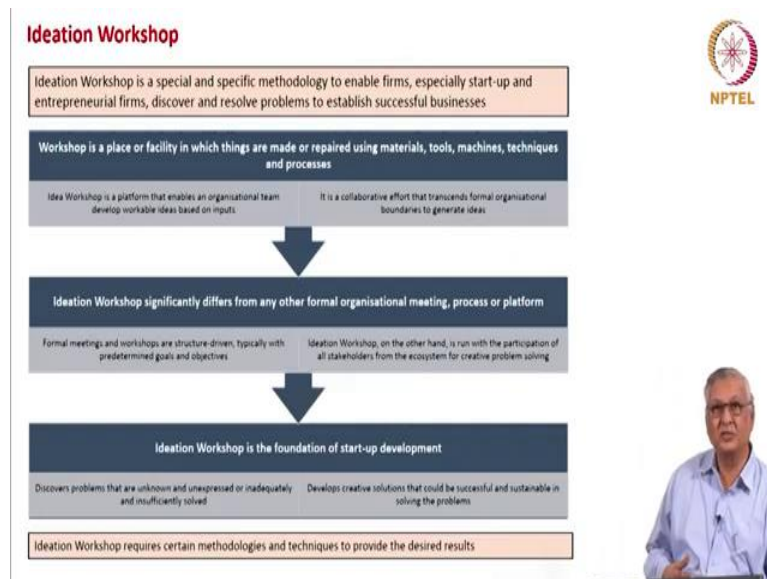 Ideation Workshop
NPTEL
Ideation Workshop is a special and specific methodology to enable firms, especially start-up and
entrepreneurial firms, discover and resolve problems to establish successful businesses
Workshop is a place or facility in which things are made or repaired using materials, tools, machines, techniques
and processes
Idea Workshop is a platform that enables an organisational team
develop workable ideas based on inputs
It is a collaborative effort that transcends formal organisational
boundaries to generate ideas
Ideation Workshop significantly differs from any other formal organisational meeting, process or platform
Formal meetings and workshops are structure-driven, typically with
predetermined goals and objectives
Ideation Workshop, on the other hand, is run with the participation of
all stakeholders from the ecosystem for creative problem solving
Ideation Workshop is the foundation of start-up development
Discovers problems that are unknown and unexpressed or inadequately
and insufficiently solved
Develops creative solutions that could be successful and sustainable in
solving the problems
Ideation Workshop requires certain methodologies and techniques to provide the desired results